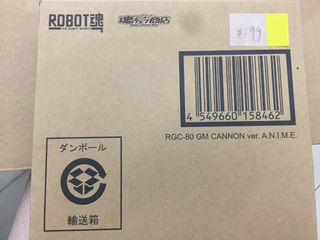 ROBOT魂
THE ROBOT SPIRITS
魂ウェブ商店
#199
4 549660 158462
RGC-80 GM CANNON ver. A.N.I.M.E.
ダンボール
輸送箱